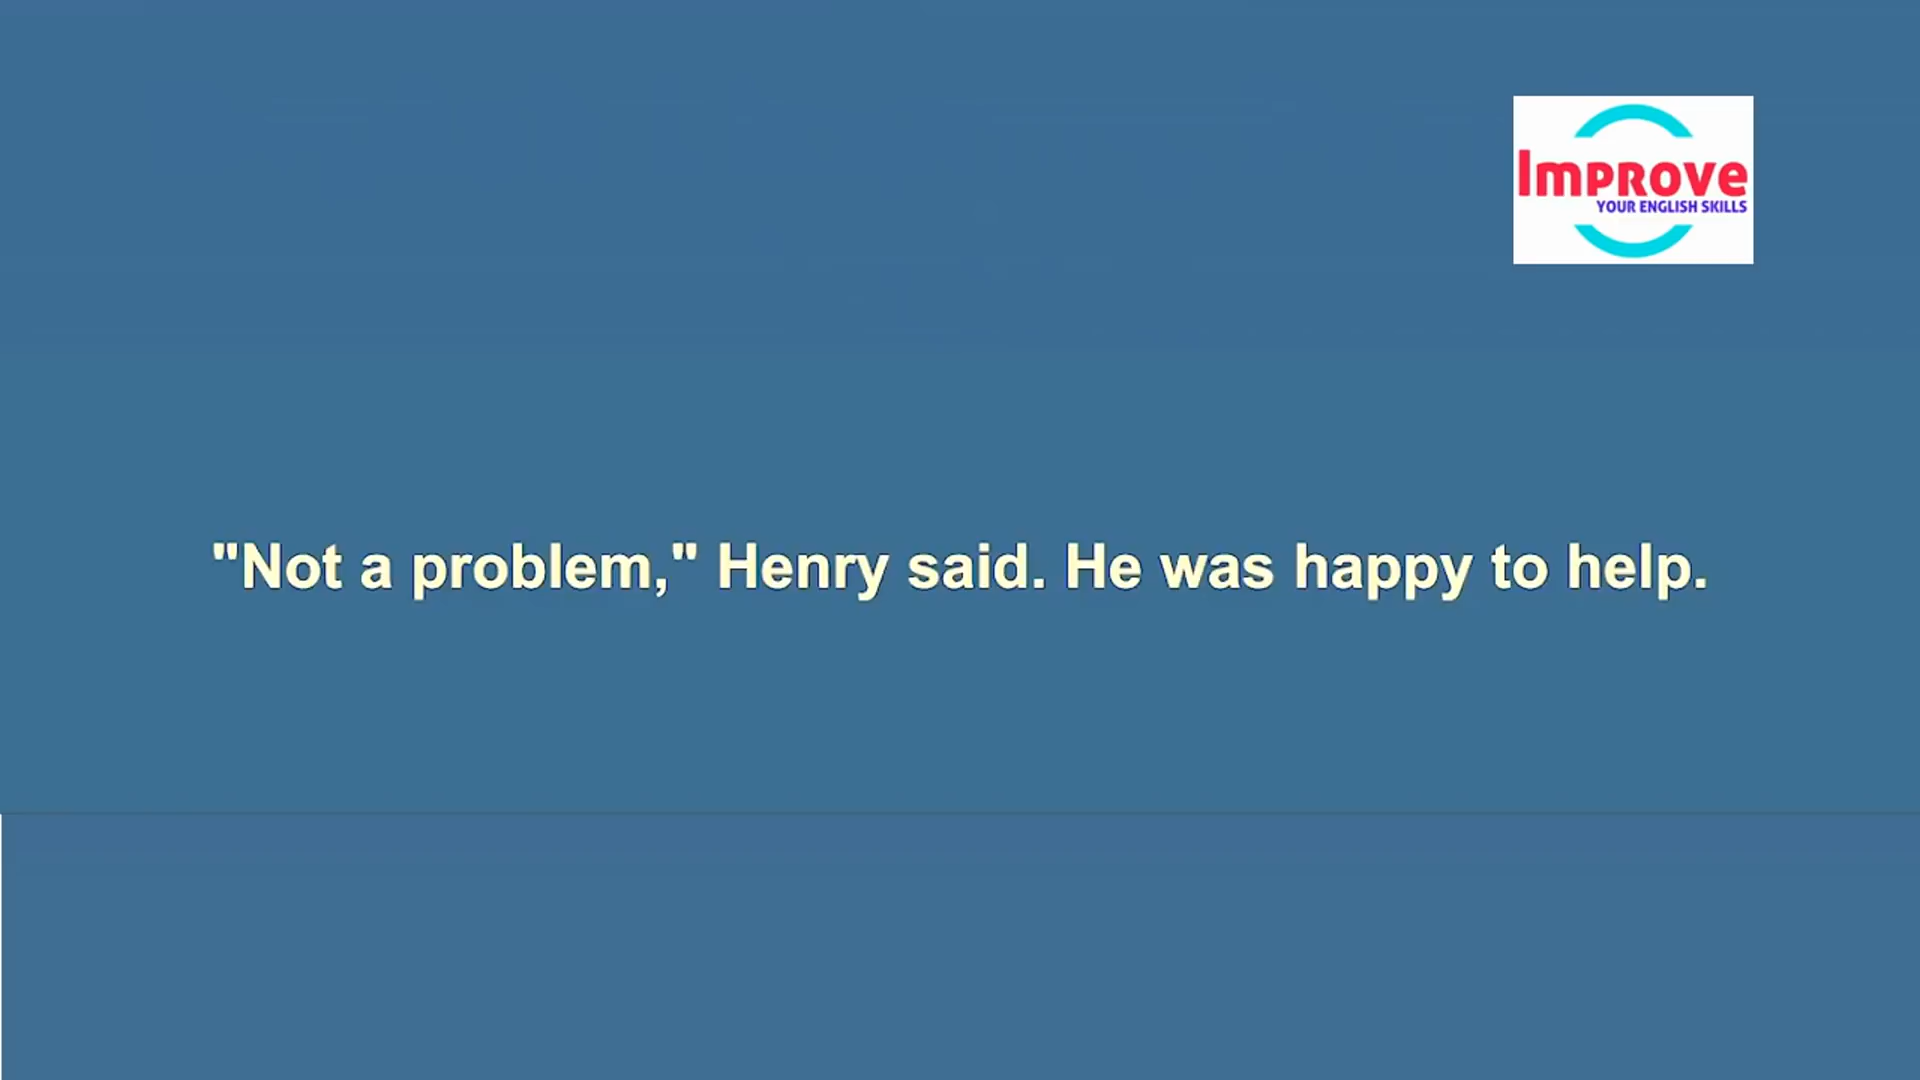 Improve
YOUR ENGLISH SKILLS
"Not a problem," Henry said. He was happy to help.